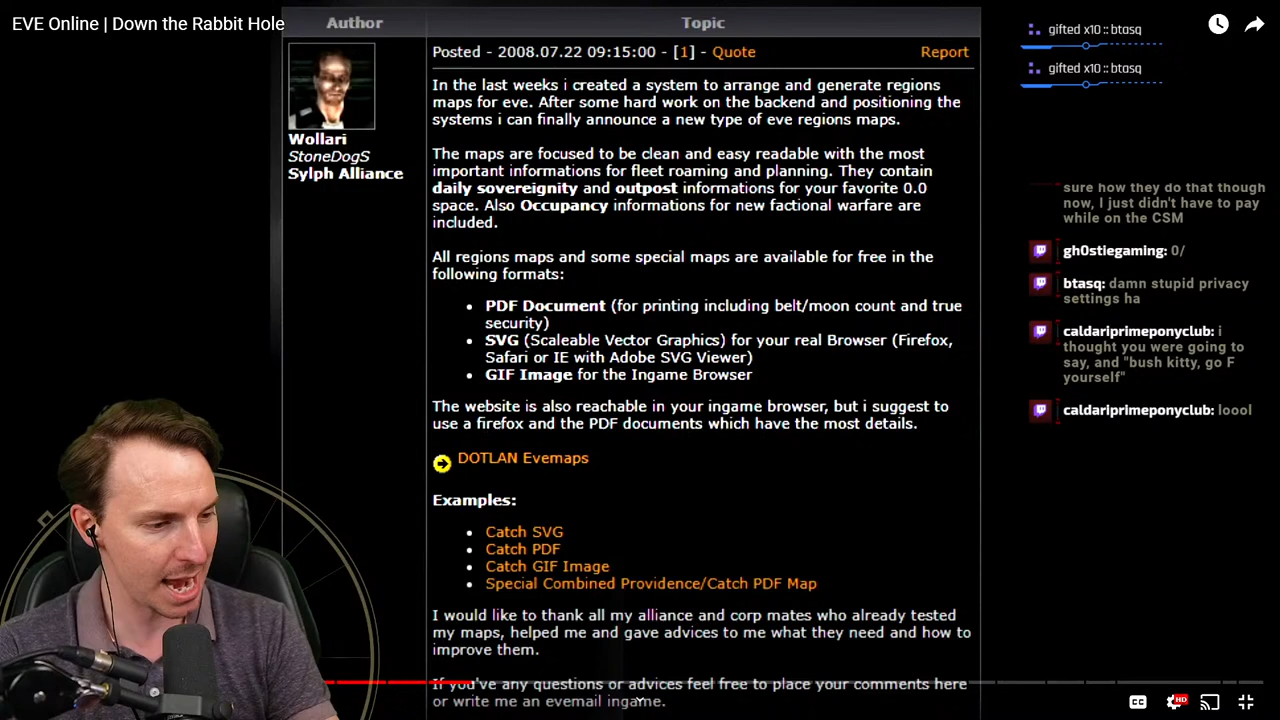 EVE Online | Down the Rabbit Hole
Author
Topic
Wollari
StoneDogS
Sylph Alliance
Posted - 2008.07.22 09:15:00 - [1] - Quote
Report
In the last weeks i created a system to arrange and generate regions
maps for eve. After some hard work on the backend and positioning the
systems i can finally announce a new type of eve regions maps.
The maps are focused to be clean and easy readable with the most
important informations for fleet roaming and planning. They contain
daily sovereignity and outpost informations for your favorite 0.0
space. Also Occupancy informations for new factional warfare are
included.
All regions maps and some special maps are available for free in the
following formats:
• PDF Document (for printing including belt/moon count and true
security)
• SVG (Scaleable Vector Graphics) for your real Browser (Firefox,
Safari or IE with Adobe SVG Viewer)
• GIF Image for the Ingame Browser
The website is also reachable in your ingame browser, but i suggest to
use a firefox and the PDF documents which have the most details.
DOTLAN Evemaps
Examples:
• Catch SVG
• Catch PDF
• Catch GIF Image
• Special Combined Providence/Catch PDF Map
I would like to thank all my alliance and corp mates who already tested
my maps, helped me and gave advices to me what they need and how to
improve them.
If you've any questions or advices feel free to place your comments here
or write me an evemail ingame.
gifted x10 :: btasq
gifted x10 :: btasq
sure how they do that though
now, I just didn't have to pay
while on the CSM
gh0stiegaming: 0/
btasq: damn stupid privacy
settings ha
caldariprimeponyclub: i
thought you were going to
say, and "bush kitty, go F
yourself"
caldariprimeponyclub: loool
CC
HD